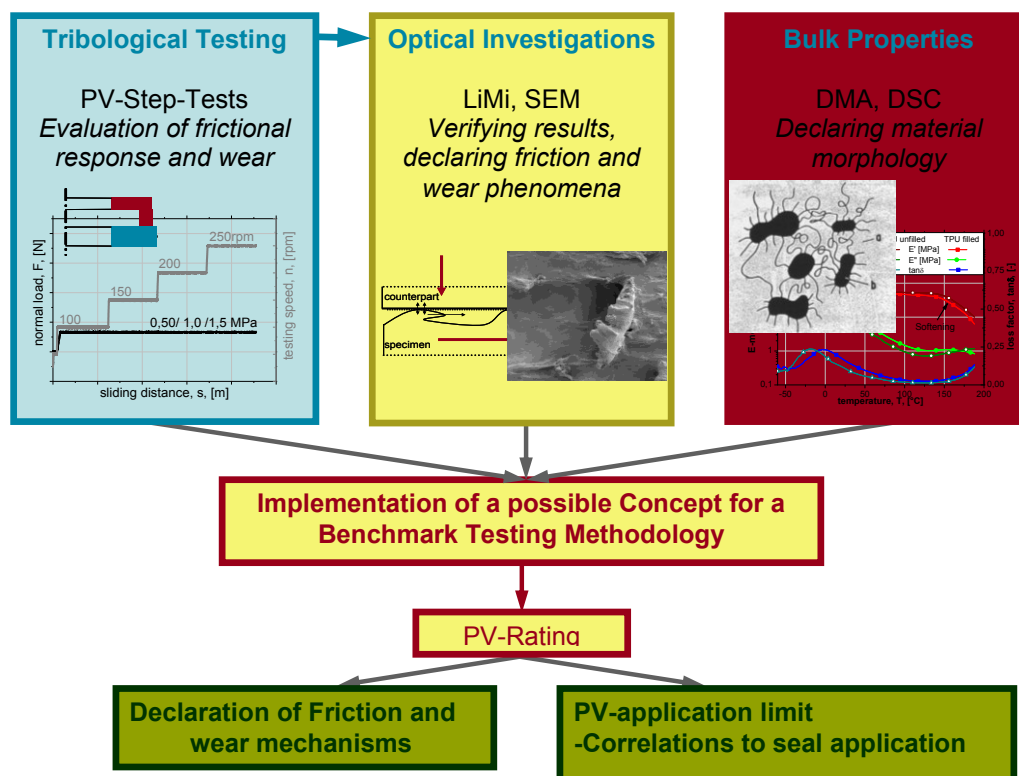 Tribological Testing
PV-Step-Tests
Evaluation of frictional
response and wear
normal load, F, [N]
testing speed, n, [rpm]
250rpm
200
150
100
0,50/ 1,0 /1,5 MPa
sliding distance, s, [m]
Optical Investigations
LiMi, SEM
Verifying results,
declaring friction and
wear phenomena
counterpart
specimen
Bulk Properties
DMA, DSC
Declaring material
morphology
unfilled TPU filled
E' [MPa]
E'' [MPa]
tanδ
Softening
1
0,1
1,00
0,75
0,50
0,25
0,00
loss factor, tanδ, [-]
-50 0 50 100 150 200
temperature, T, [°C]
Implementation of a possible Concept for a
Benchmark Testing Methodology
PV-Rating
Declaration of Friction and
wear mechanisms
PV-application limit
-Correlations to seal application